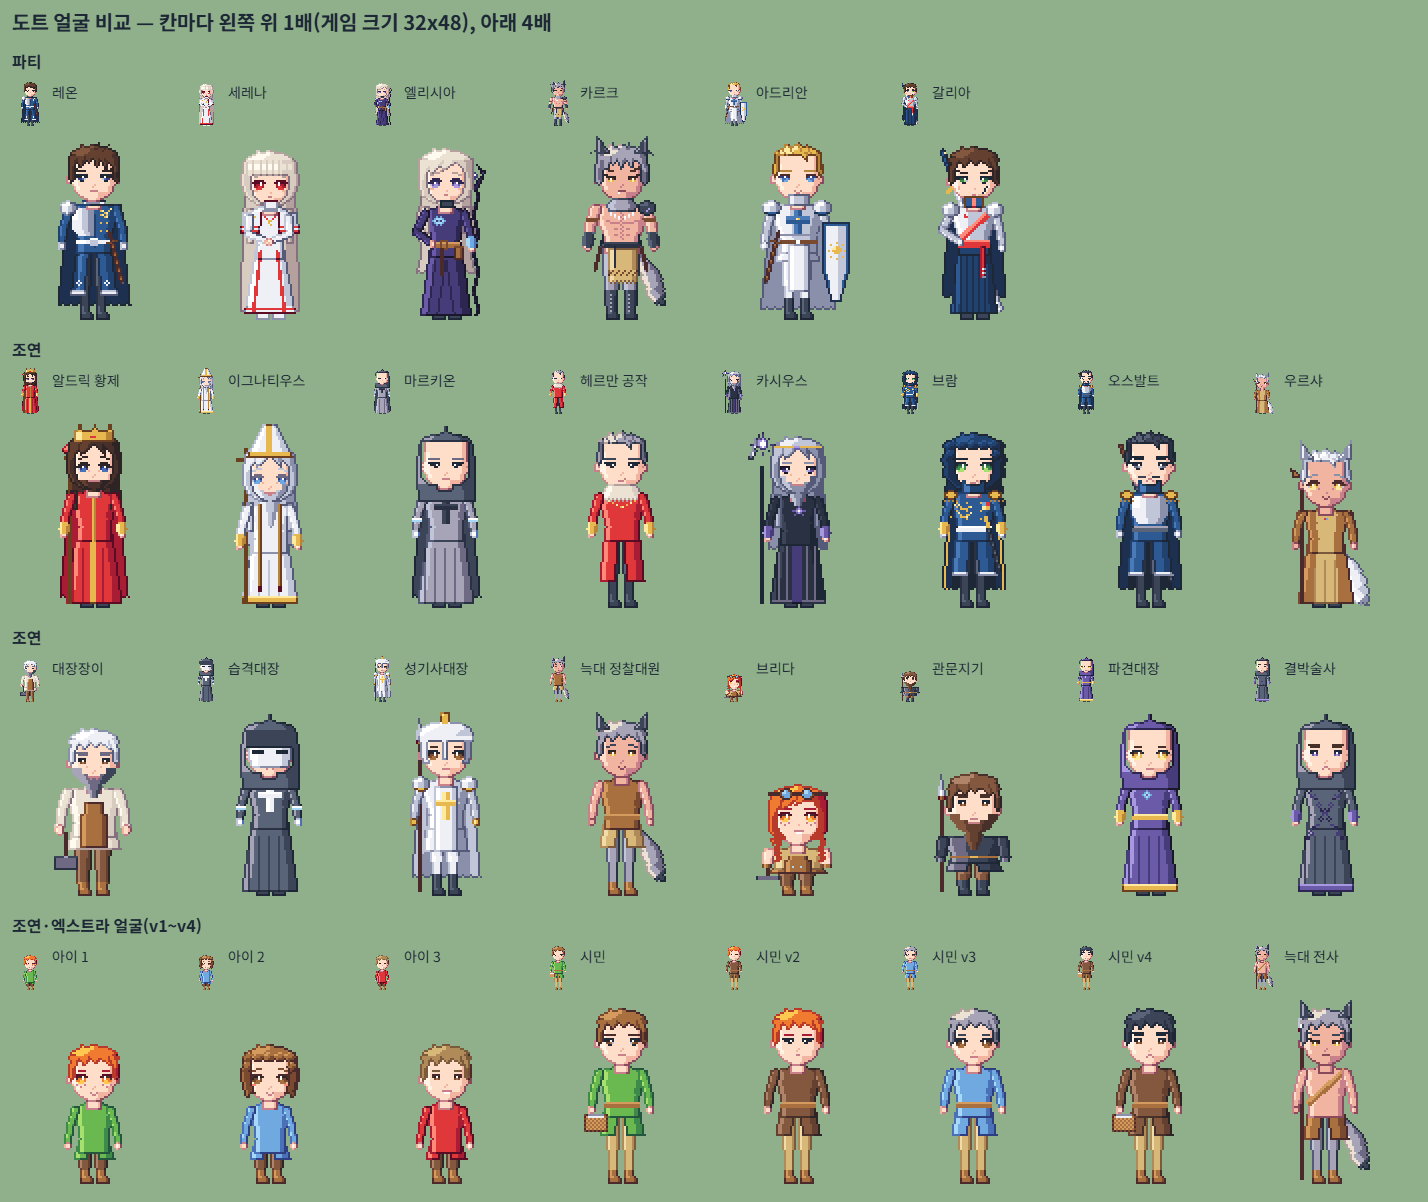 도트 얼굴 비교 — 칸마다 왼쪽 위 1배(게임 크기 32x48), 아래 4배
파티
레온 세레나 엘리시아 카르크 아드리안 갈리아
조연
알드릭 황제 이그나티우스 마르키온 헤르만 공작 카시우스 브람 오스발트 우르샤
조연
대장장이 습격대장 성기사대장 늑대 정찰대원 브리다 관문지기 파견대장 결박술사
조연·엑스트라 얼굴(v1~v4)
아이 1 아이 2 아이 3 시민 시민 v2 시민 v3 시민 v4 늑대 전사